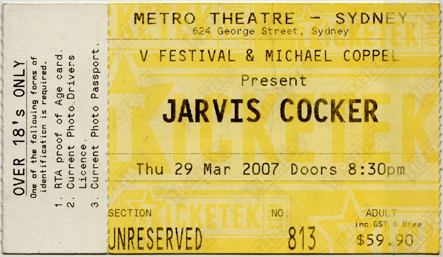 METRO THEATRE - SYDNEY
624 George Street, Sydney
V FESTIVAL & MICHAEL COPPEL
Present
JARVIS COCKER
KICKETEK
Thu 29 Mar 2007 Doors 8:30pm
SECTION NO. ADULT
KICKETEK
inc GST & Bfee
UNRESERVED 813 $59.90
OVER 18's ONLY
One of the following forms of
identification is required.
1. RTA proof of Age card.
2. Current Photo Drivers
Licence.
3. Current Photo Passport.